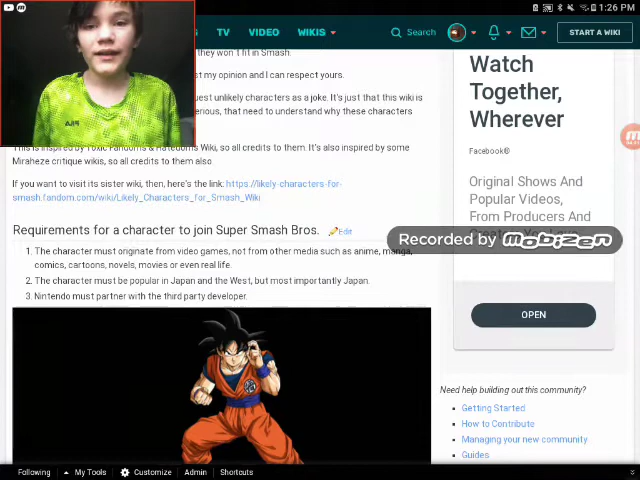 1:26 PM
TV VIDEO WIKIS Search START A WIKI
they won't fit in Smash.
st my opinion and I can respect yours.
uest unlikely characters as a joke. It's just that this wiki is
erious, that need to understand why these characters
This is inspired by Toxic Fandoms & Hatedoms Wiki, so all credits to them. It's also inspired by some
Miraheze critique wikis, so all credits to them also
If you want to visit its sister wiki, then, here's the link: https://likely-characters-for-
smash.fandom.com/wiki/Likely_Characters_for_Smash_Wiki
Requirements for a character to join Super Smash Bros. Edit
1. The character must originate from video games, not from other media such as anime, manga,
comics, cartoons, novels, movies or even real life.
2. The character must be popular in Japan and the West, but most importantly Japan.
3. Nintendo must partner with the third party developer.
Watch
Together,
Wherever
Facebook®
Original Shows And
Popular Videos,
From Producers And
Recorded by mobizen
OPEN
Need help building out this community?
Getting Started
How to Contribute
Managing your new community
Guides
Following My Tools Customize Admin Shortcuts